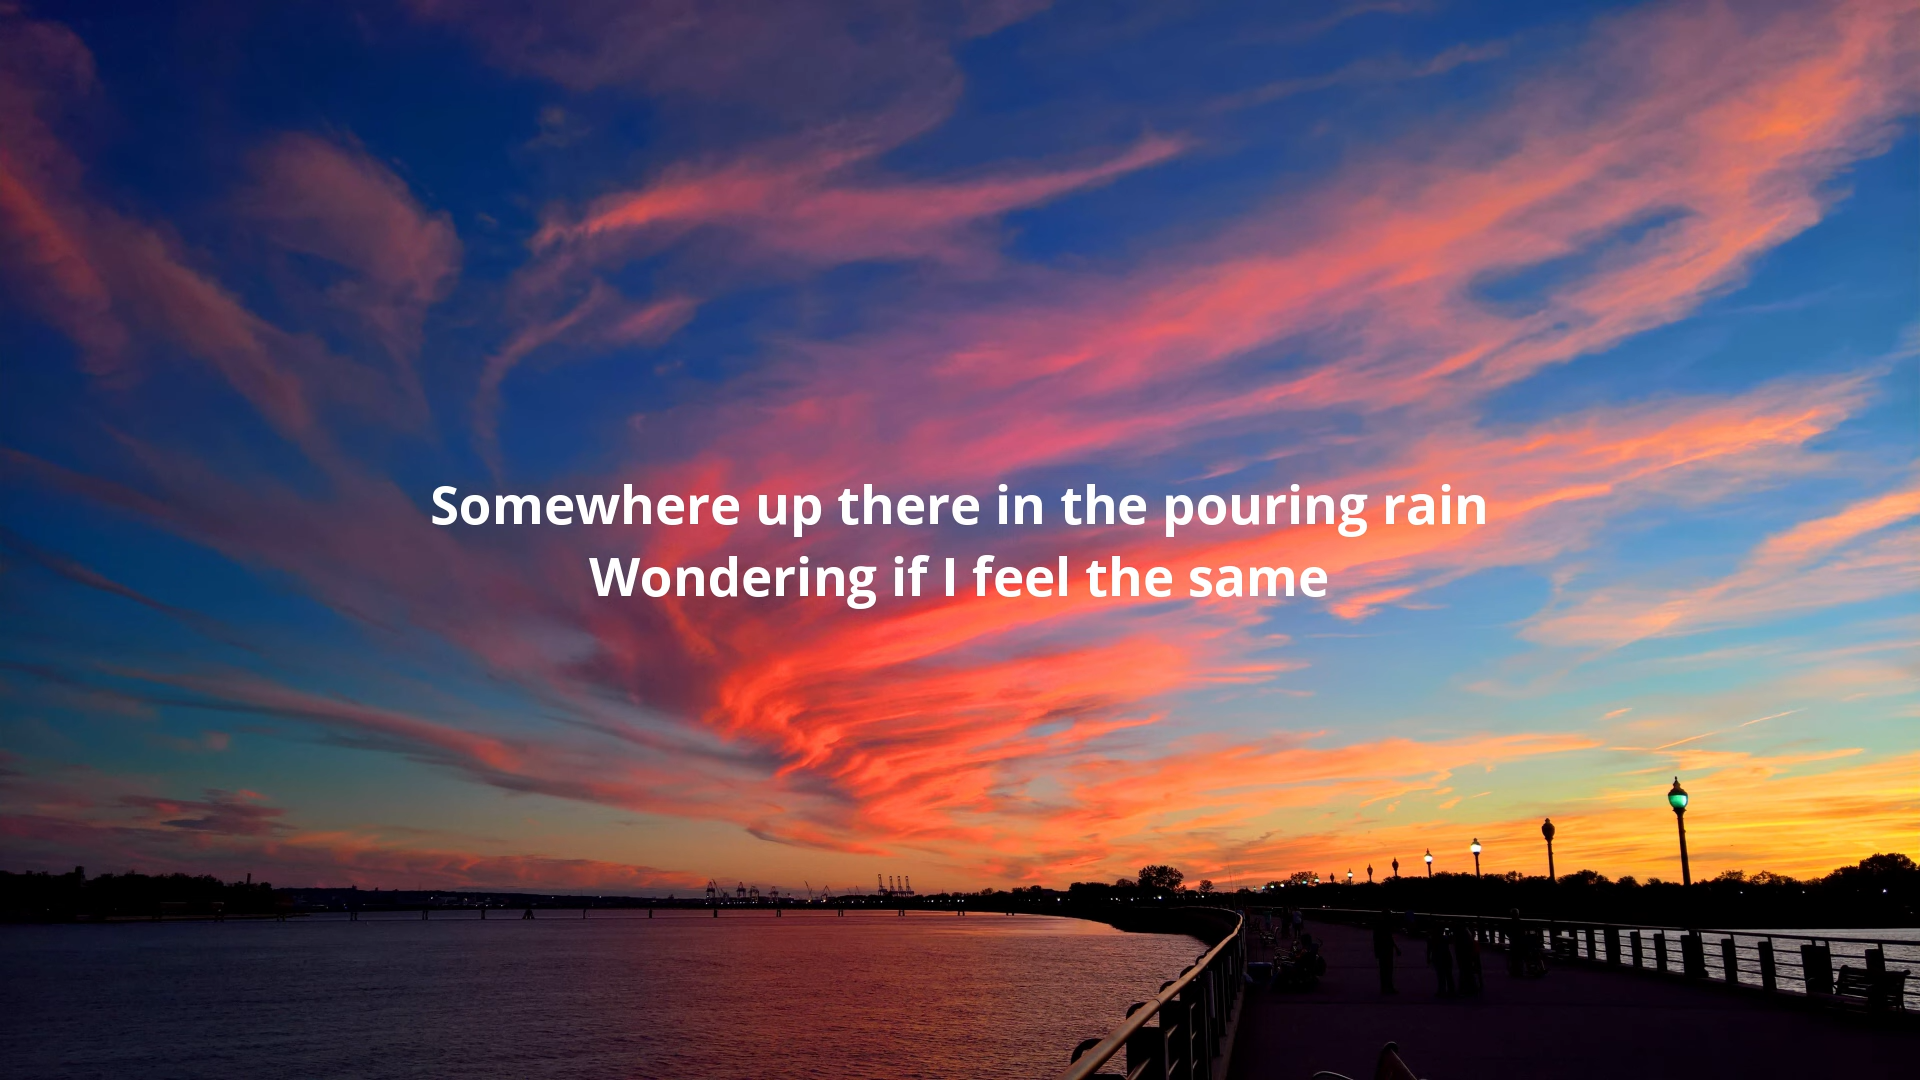 Somewhere up there in the pouring rain
Wondering if I feel the same